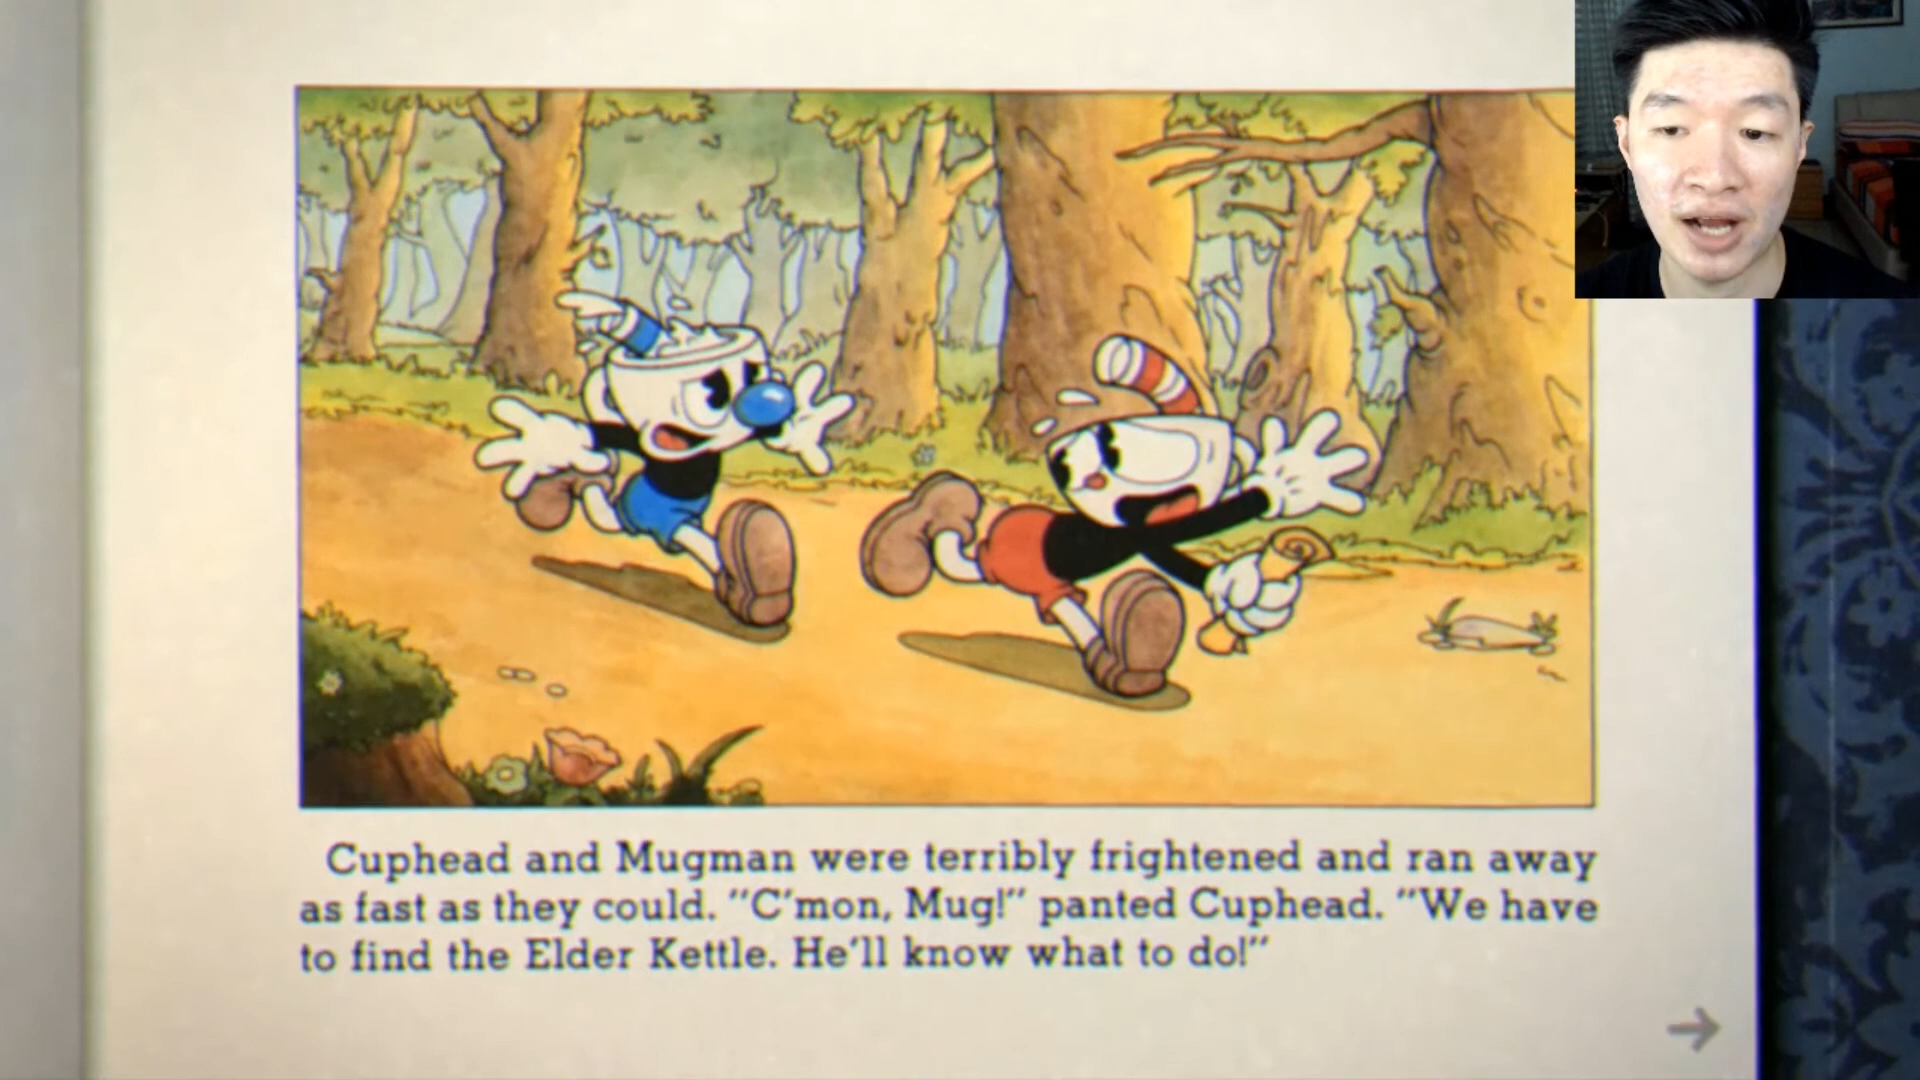 Cuphead and Mugman were terribly frightened and ran away
as fast as they could. "C'mon, Mug!" panted Cuphead. "We have
to find the Elder Kettle. He'll know what to do!"